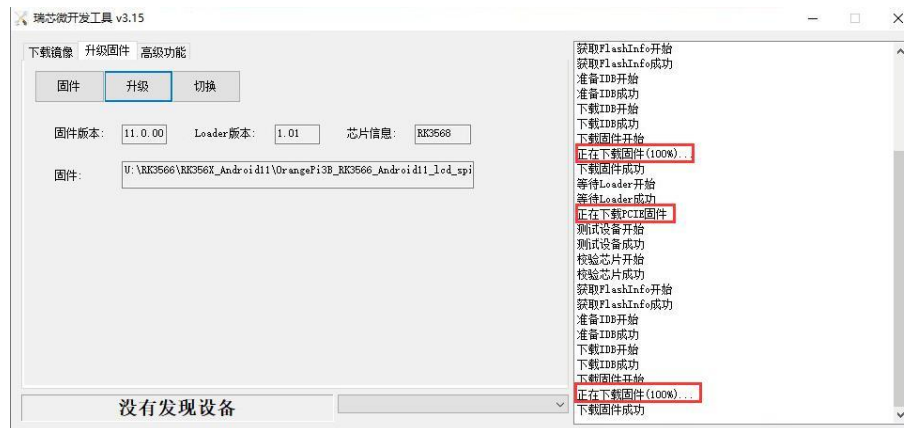 瑞芯微开发工具 v3.15
下载镜像 升级固件 高级功能
固件 升级 切换
固件版本: 11.0.00 Loader版本: 1.01 芯片信息: RK3568
固件: U:\RK3566\RK356X_Android11\OrangePi3B_RK3566_Android11_lcd_spi
没有发现设备
获取FlashInfo开始
获取FlashInfo成功
准备IDB开始
准备IDB成功
下载IDB开始
下载IDB成功
下载固件开始
正在下载固件(100%)...
下载固件成功
等待Loader开始
等待Loader成功
正在下载PCIE固件
测试设备开始
测试设备成功
校验芯片开始
校验芯片成功
获取FlashInfo开始
获取FlashInfo成功
准备IDB开始
准备IDB成功
下载IDB开始
下载IDB成功
下载固件开始
正在下载固件(100%)...
下载固件成功